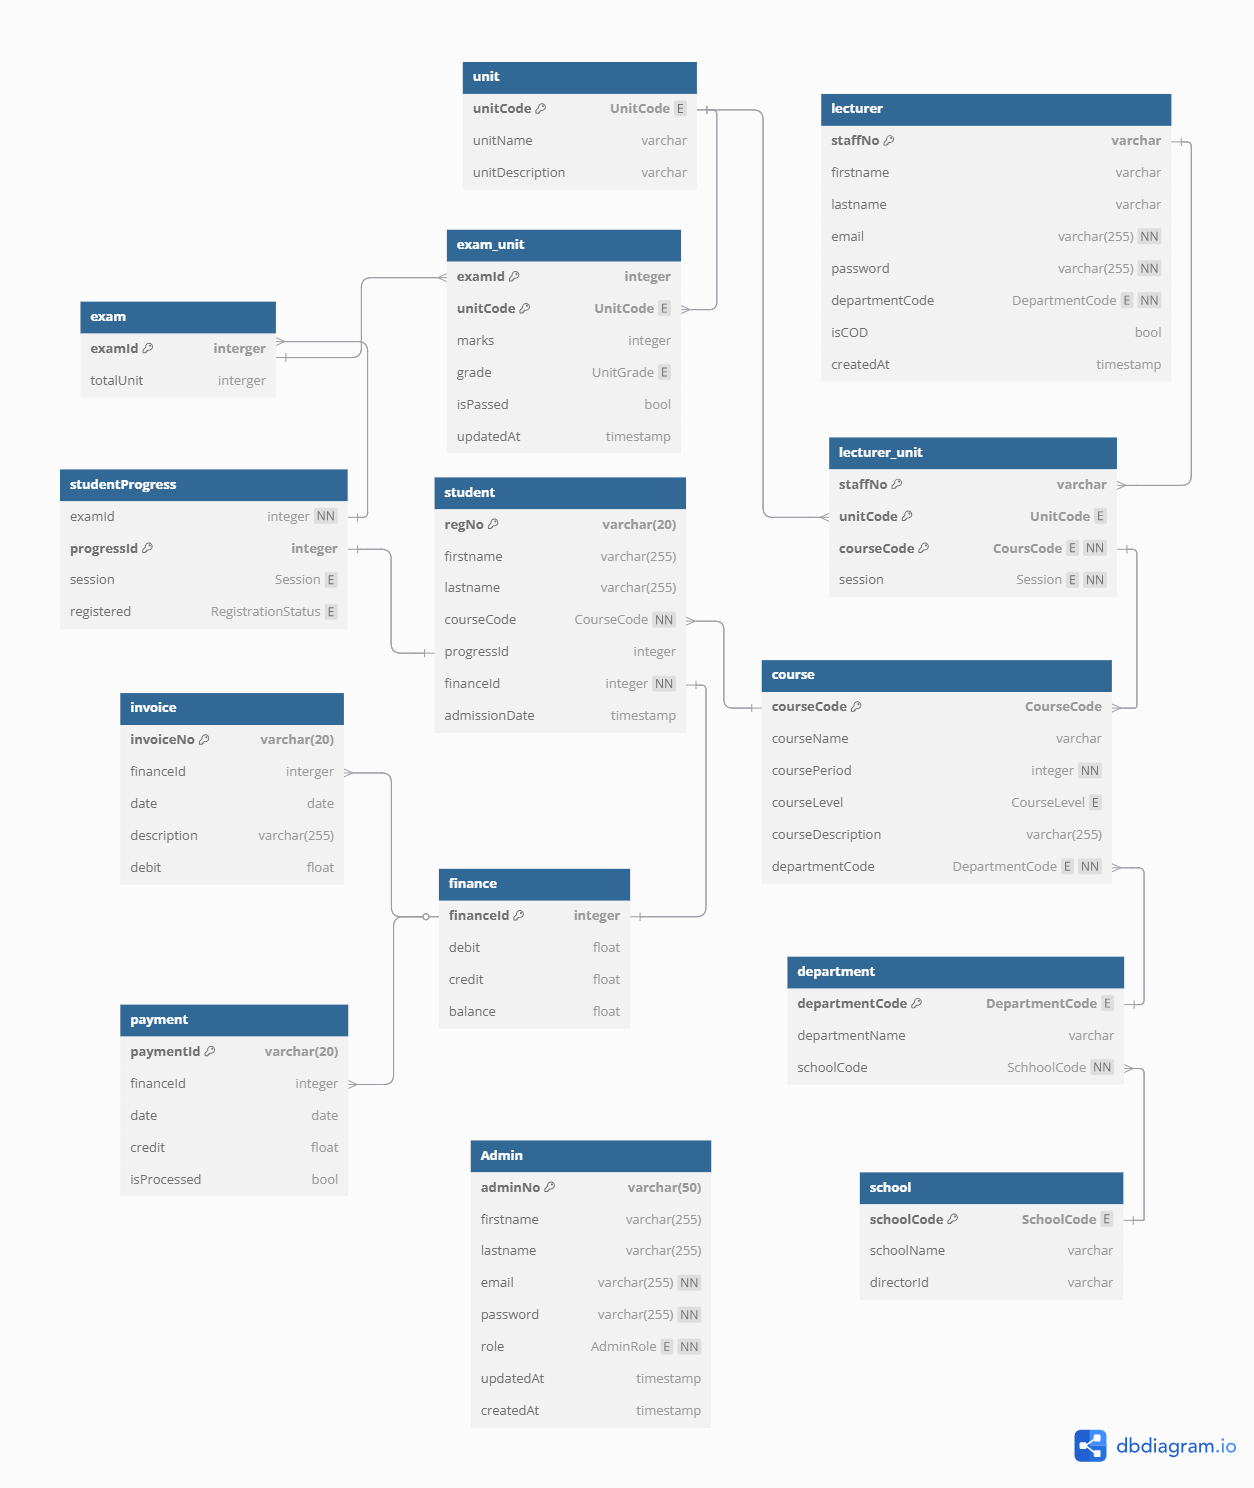 unit
unitCode UnitCode E
unitName varchar
unitDescription varchar
lecturer
staffNo varchar
firstname varchar
lastname varchar
email varchar(255) NN
password varchar(255) NN
departmentCode DepartmentCode E NN
isCOD bool
createdAt timestamp
exam_unit
examId integer
unitCode UnitCode E
marks integer
grade UnitGrade E
isPassed bool
updatedAt timestamp
exam
examId interger
totalUnit interger
lecturer_unit
staffNo varchar
unitCode UnitCode E
courseCode CoursCode E NN
session Session E NN
studentProgress
examId integer NN
progressId integer
session Session E
registered RegistrationStatus E
student
regNo varchar(20)
firstname varchar(255)
lastname varchar(255)
courseCode CourseCode NN
progressId integer
financeId integer NN
admissionDate timestamp
course
courseCode CourseCode
courseName varchar
coursePeriod integer NN
courseLevel CourseLevel E
courseDescription varchar(255)
departmentCode DepartmentCode E NN
invoice
invoiceNo varchar(20)
financeId interger
date date
description varchar(255)
debit float
finance
financeId integer
debit float
credit float
balance float
department
departmentCode DepartmentCode E
departmentName varchar
schoolCode SchhoolCode NN
payment
paymentId varchar(20)
financeId integer
date date
credit float
isProcessed bool
Admin
adminNo varchar(50)
firstname varchar(255)
lastname varchar(255)
email varchar(255) NN
password varchar(255) NN
role AdminRole E NN
updatedAt timestamp
createdAt timestamp
school
schoolCode SchoolCode E
schoolName varchar
directorId varchar
dbdiagram.io